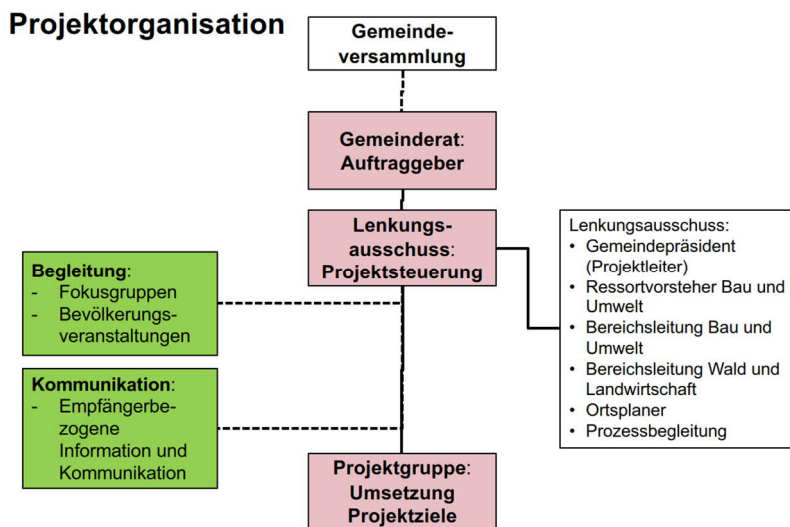 Projektorganisation
Gemeinde-
versammlung
Gemeinderat:
Auftraggeber
Lenkungs-
ausschuss:
Projektsteuerung
Begleitung:
- Fokusgruppen
- Bevölkerungs-
veranstaltungen
Kommunikation:
- Empfängerbe-
zogene
Information und
Kommunikation
Projektgruppe:
Umsetzung
Projektziele
Lenkungsausschuss:
• Gemeindepräsident
(Projektleiter)
• Ressortvorsteher Bau und
Umwelt
• Bereichsleitung Bau und
Umwelt
• Bereichsleitung Wald und
Landwirtschaft
• Ortsplaner
• Prozessbegleitung